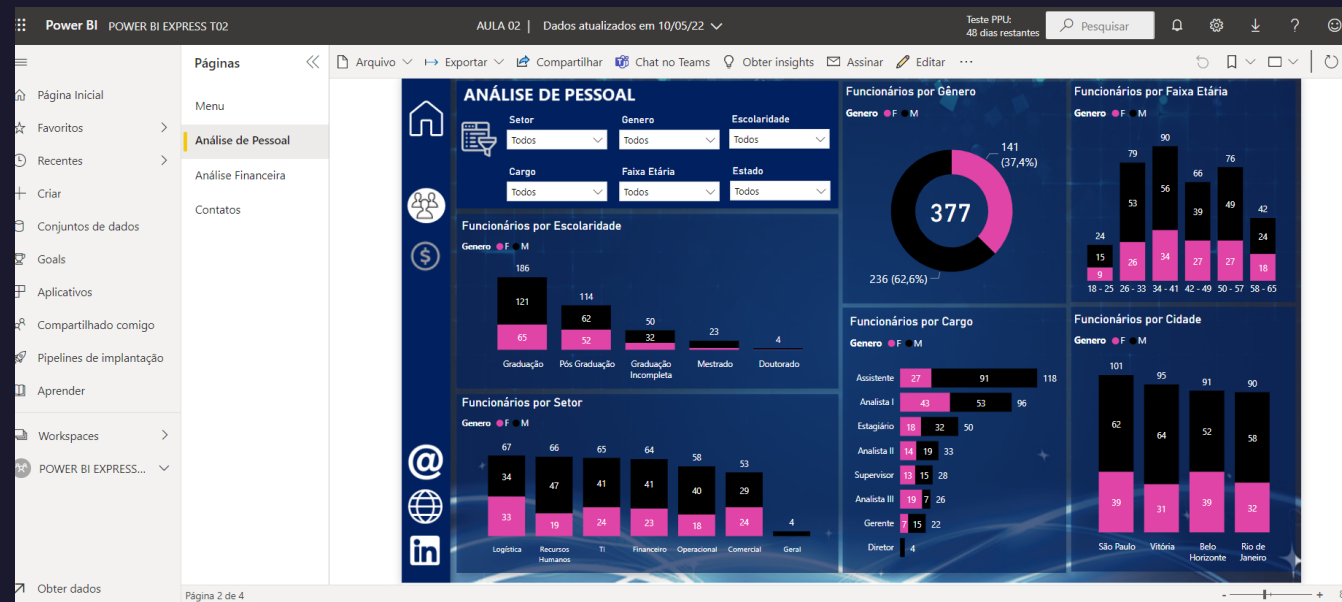 Power BI POWER BI EXPRESS T02
AULA 02 | Dados atualizados em 10/05/22
Teste PPU:
48 dias restantes
Pesquisar
Página Inicial
Favoritos
Recentes
Criar
Conjuntos de dados
Goals
Aplicativos
Compartilhado comigo
Pipelines de implantação
Aprender
Workspaces
POWER BI EXPRESS...
Obter dados
Páginas
Menu
Análise de Pessoal
Análise Financeira
Contatos
Página 2 de 4
Arquivo Exportar Compartilhar Chat no Teams Obter insights Assinar Editar ...
ANÁLISE DE PESSOAL
Setor Genero Escolaridade
Todos Todos Todos
Cargo Faixa Etária Estado
Todos Todos Todos
Funcionários por Escolaridade
Genero F M
186
121
65
114
62
52
50
32
23
4
Graduação Pós Graduação Graduação Incompleta Mestrado Doutorado
Funcionários por Setor
Genero F M
67 66 65 64 58 53 4
34 47 41 41 40 29
33 19 24 23 18 24
Logística Recursos Humanos TI Financeiro Operacional Comercial Geral
Funcionários por Gênero
Genero F M
141
(37,4%)
377
236 (62,6%)
Funcionários por Cargo
Genero F M
Assistente 27 91 118
Analista I 43 53 96
Estagiário 18 32 50
Analista II 14 19 33
Supervisor 13 15 28
Analista III 19 7 26
Gerente 7 15 22
Diretor 4
Funcionários por Faixa Etária
Genero F M
24 79 90 66 76 42
15 53 56 39 49 24
9 26 34 27 27 18
18 - 25 26 - 33 34 - 41 42 - 49 50 - 57 58 - 65
Funcionários por Cidade
Genero F M
101 95 91 90
62 64 52 58
39 31 39 32
São Paulo Vitória Belo Horizonte Rio de Janeiro